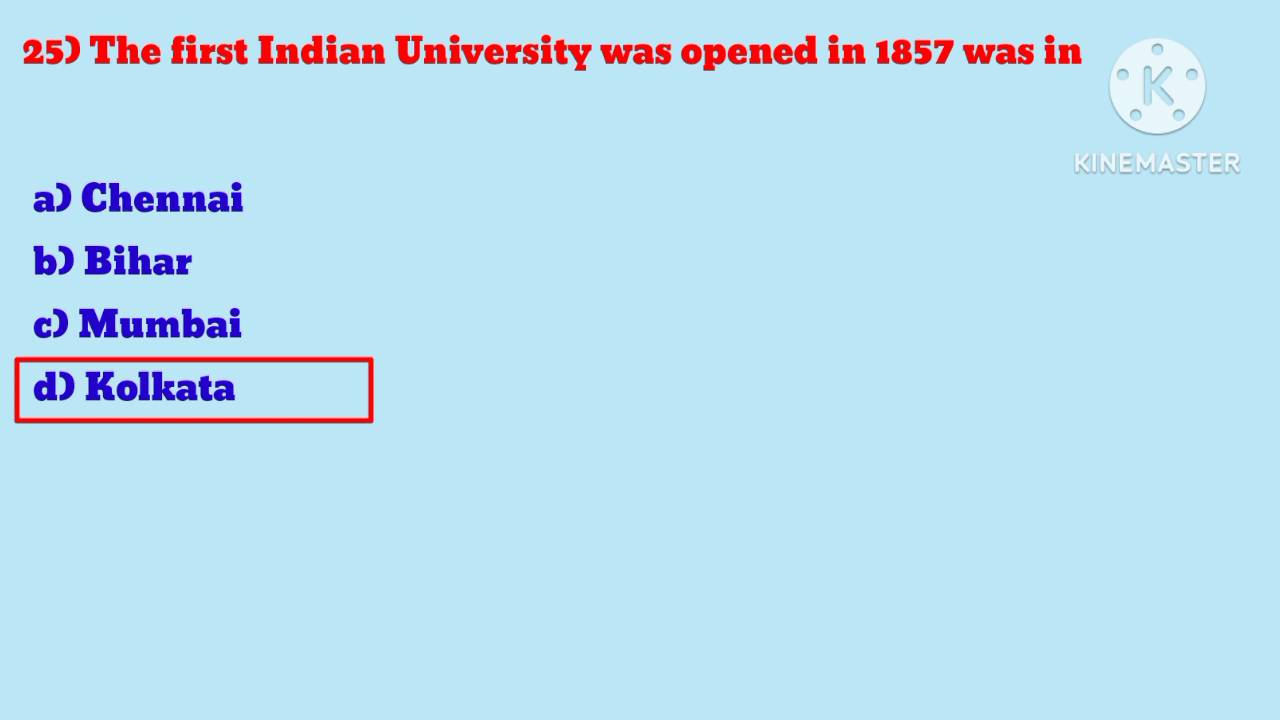 25) The first Indian University was opened in 1857 was in
K
KINEMASTER
a) Chennai
b) Bihar
c) Mumbai
d) Kolkata